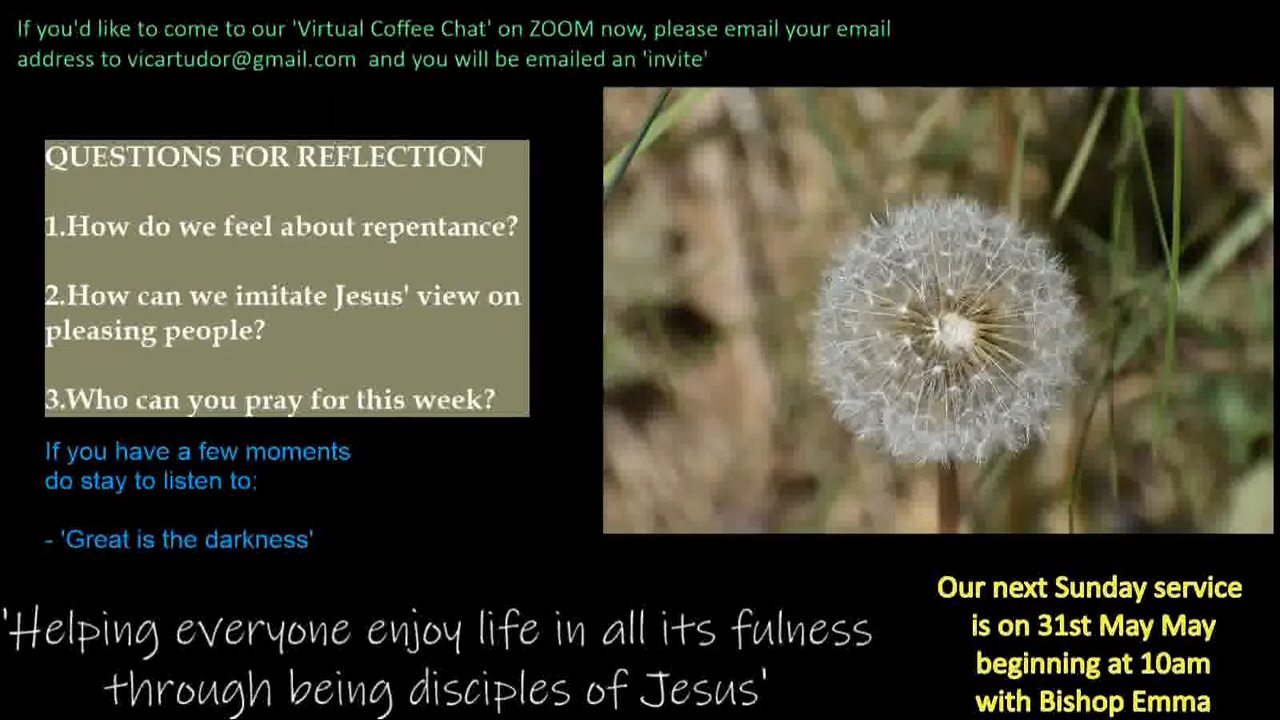 If you'd like to come to our 'Virtual Coffee Chat' on ZOOM now, please email your email
address to vicartudor@gmail.com and you will be emailed an 'invite'
QUESTIONS FOR REFLECTION
1.How do we feel about repentance?
2.How can we imitate Jesus' view on
pleasing people?
3.Who can you pray for this week?
If you have a few moments
do stay to listen to:
- 'Great is the darkness'
'Helping everyone enjoy life in all its fulness
through being disciples of Jesus'
Our next Sunday service
is on 31st May May
beginning at 10am
with Bishop Emma